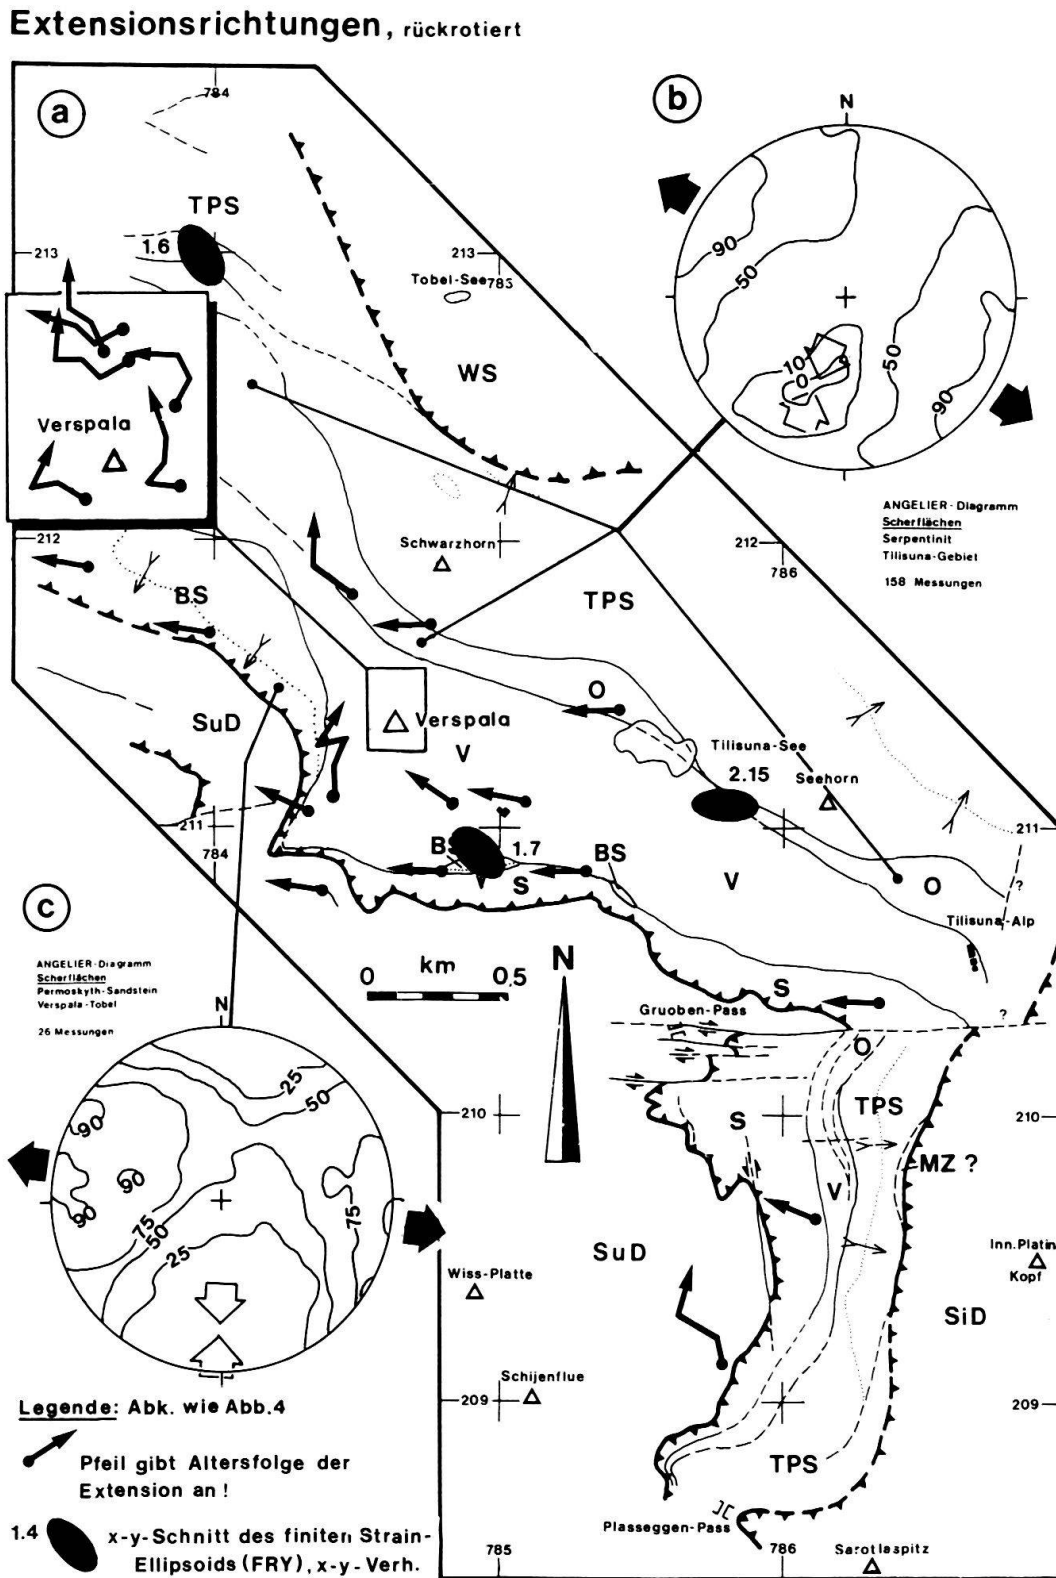 Extensionsrichtungen, rückrotiert
a
784
b
N
TPS
1.6
213
213
Tobel-See
783
WS
90
50
10
0
50
90
Verspala
ANGELIER-Diagramm
Scherflächen
Serpentinit
Tilisuna-Gebiet
158 Messungen
212
Schwarzhorn
212
786
BS
TPS
SuD
O
Verspala
V
Tilisuna-See
2.15
Seehorn
211
784
211
BS
1.7
S
BS
V
O
?
Tilisuna-Alp
c
ANGELIER-Diagramm
Scherflächen
Permoskyth-Sandstein
Verspala-Tobel
26 Messungen
0 km 0.5
N
S
Gruoben-Pass
?
O
N
210
210
S
TPS
MZ ?
V
25
50
90
90
90
75
50
25
75
SuD
Inn.Platin
Kopf
Wiss-Platte
SiD
Schijenflue
209
209
Legende: Abk. wie Abb.4
Pfeil gibt Altersfolge der
Extension an !
TPS
Plasseggen-Pass
1.4
x-y-Schnitt des finiten Strain-
Ellipsoids (FRY), x-y-Verh.
785
786
Sarotlaspitz